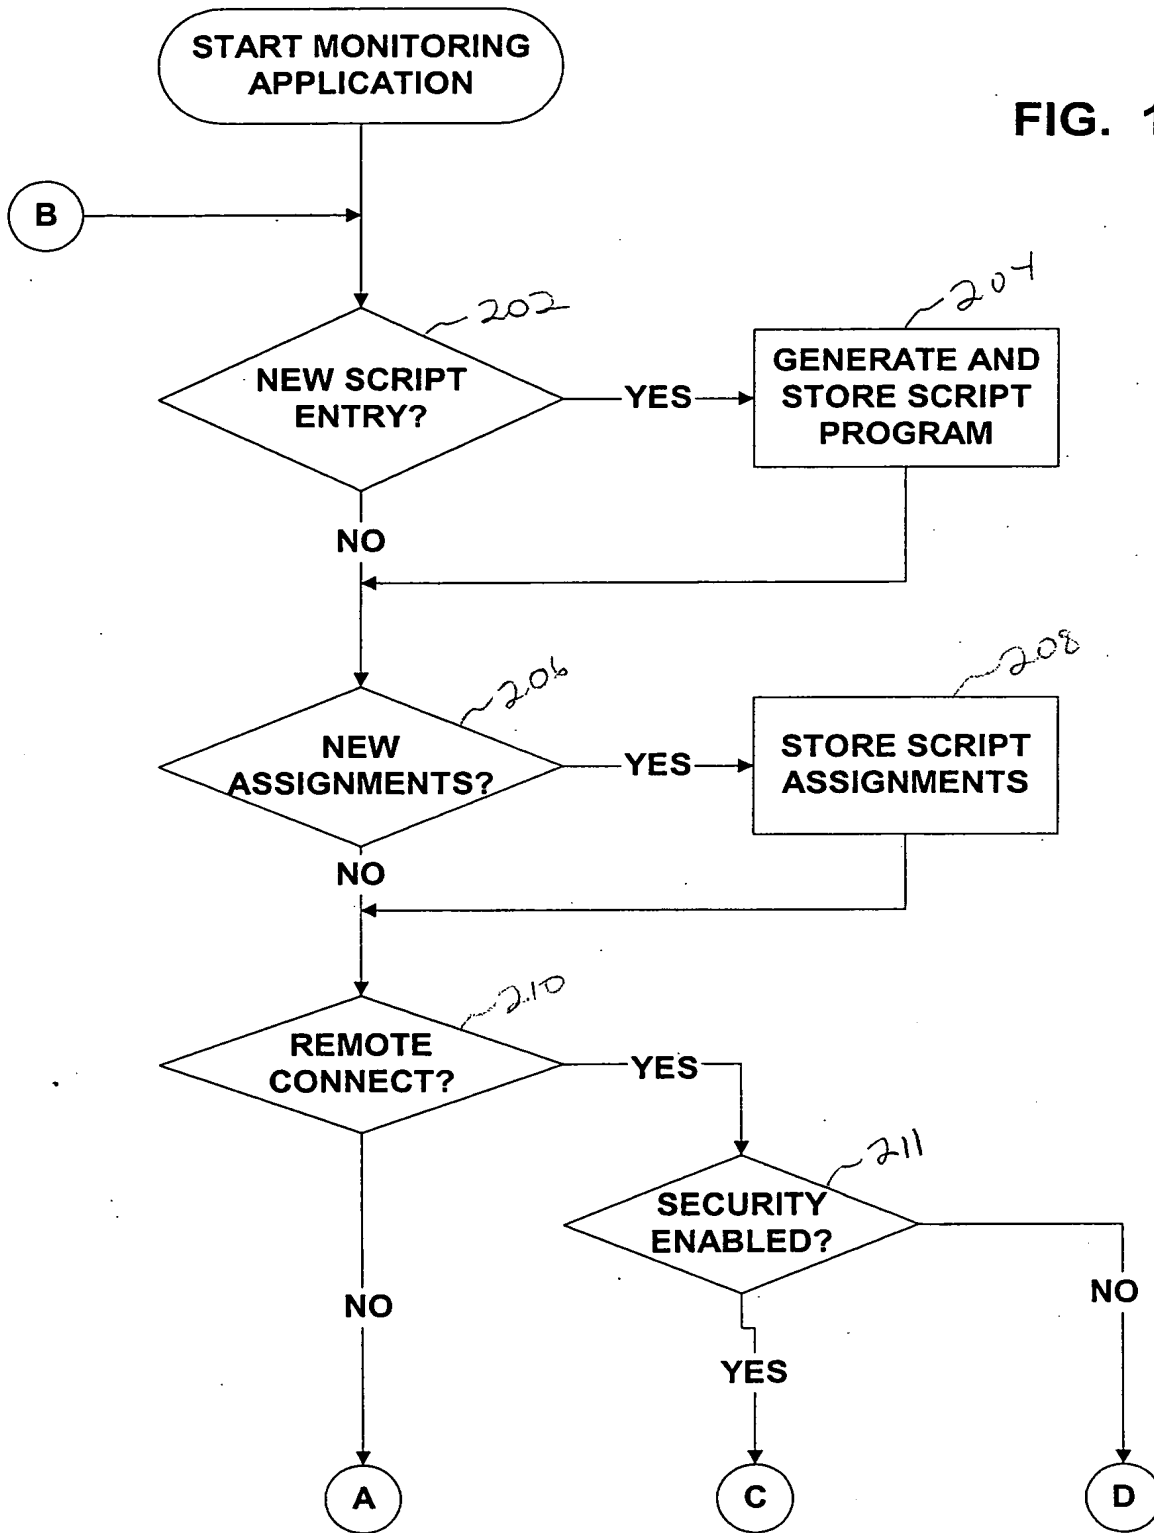 START MONITORING
APPLICATION
FIG. 1
B
202
204
NEW SCRIPT
ENTRY?
YES
GENERATE AND
STORE SCRIPT
PROGRAM
NO
206
208
NEW
ASSIGNMENTS?
YES
STORE SCRIPT
ASSIGNMENTS
NO
210
REMOTE
CONNECT?
YES
211
SECURITY
ENABLED?
NO
NO
YES
A
C
D